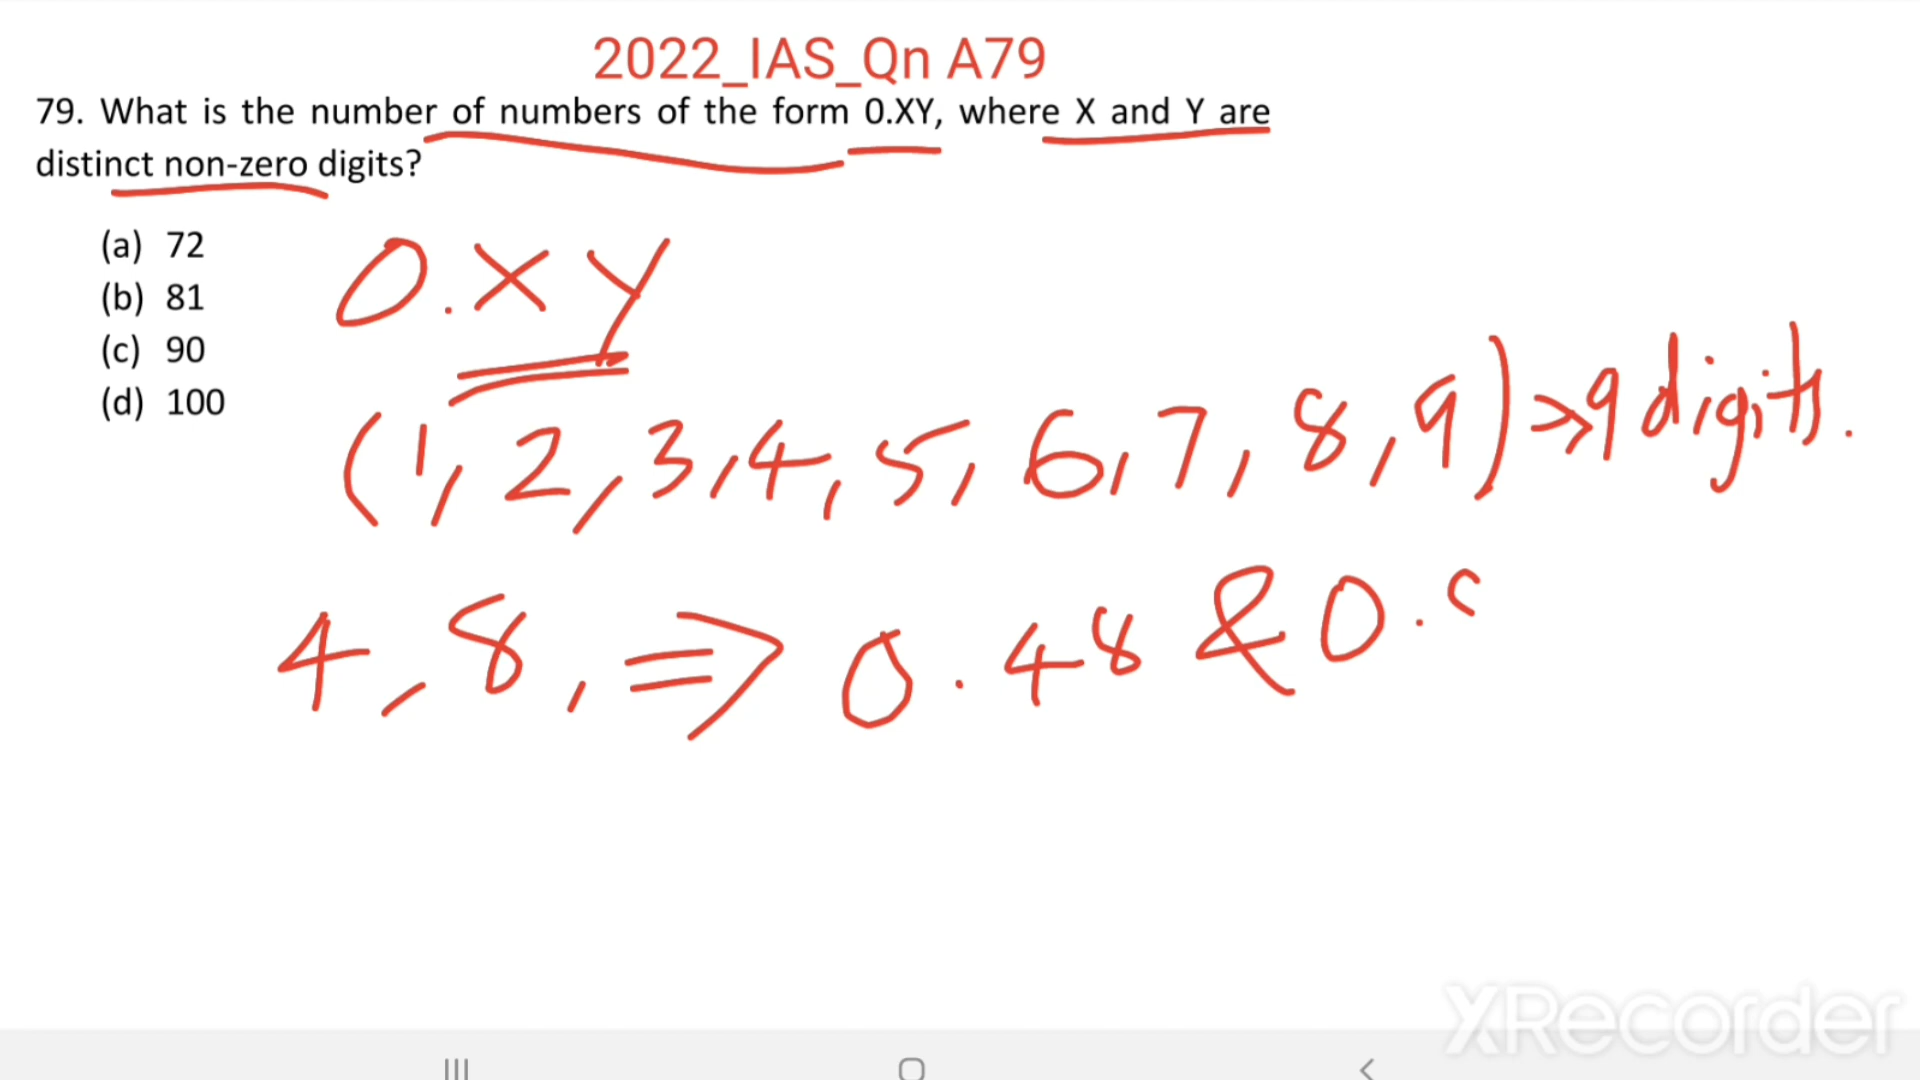 2022_IAS_Qn A79
79. What is the number of numbers of the form 0.XY, where X and Y are
distinct non-zero digits?
(a) 72
(b) 81
(c) 90
(d) 100
0.XY
(1, 2, 3, 4, 5, 6, 7, 8, 9) => 9 digits.
4, 8, => 0.48 & 0.
XRecorder